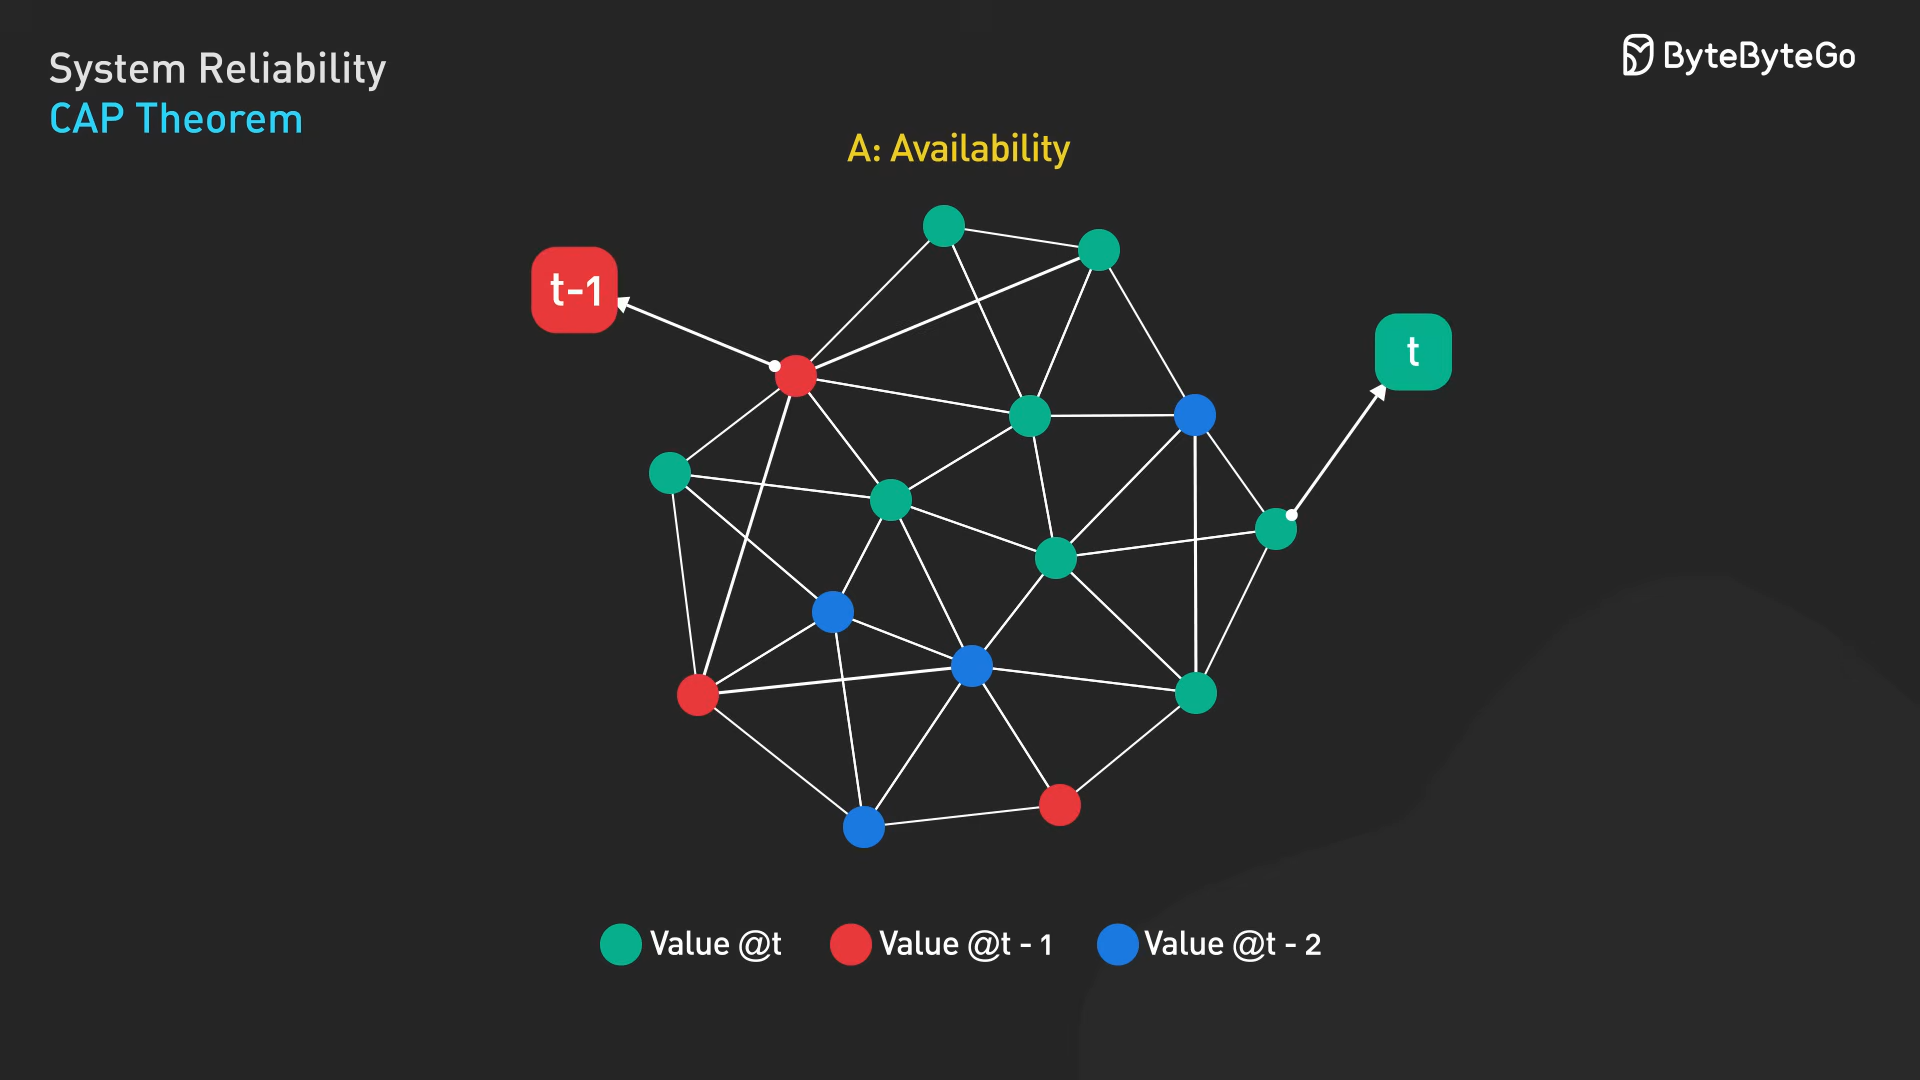 System Reliability
CAP Theorem
ByteByteGo
A: Availability
t-1
t
Value @t
Value @t - 1
Value @t - 2